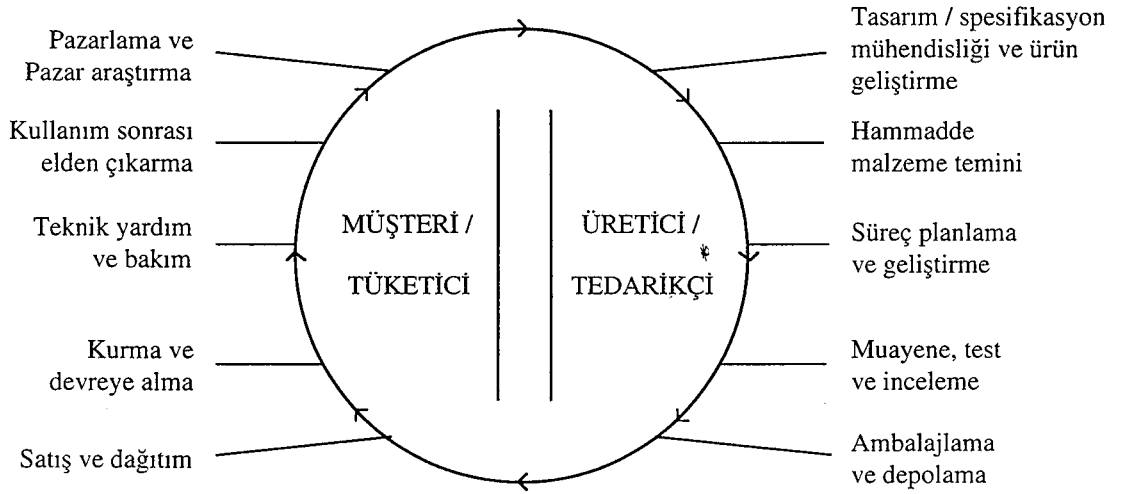 Pazarlama ve
Pazar araştırma
Kullanım sonrası
elden çıkarma
Teknik yardım
ve bakım
Kurma ve
devreye alma
Satış ve dağıtım
MÜŞTERİ /
TÜKETİCİ
ÜRETİCİ /
TEDARİKÇİ
Tasarım / spesifikasyon
mühendisliği ve ürün
geliştirme
Hammadde
malzeme temini
Süreç planlama
ve geliştirme
Muayene, test
ve inceleme
Ambalajlama
ve depolama